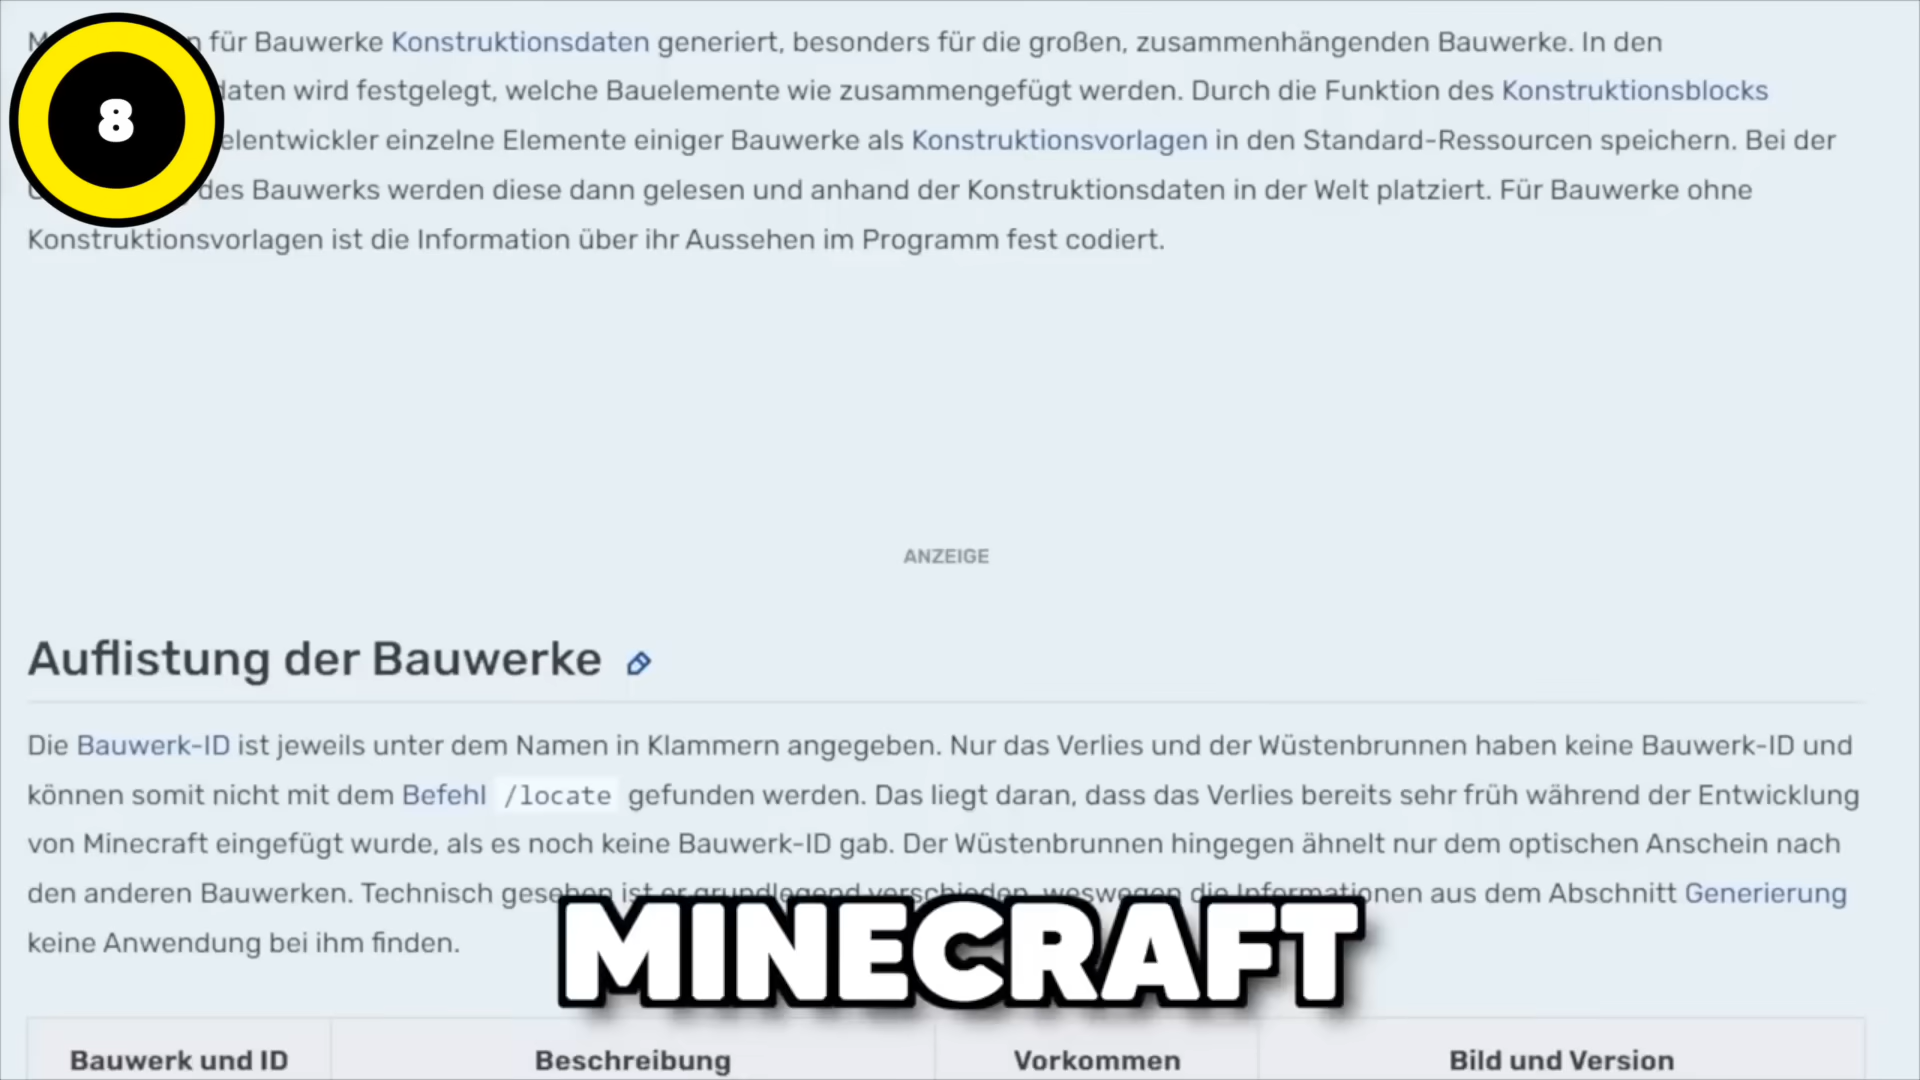 8
für Bauwerke Konstruktionsdaten generiert, besonders für die großen, zusammenhängenden Bauwerke. In den
wird festgelegt, welche Bauelemente wie zusammengefügt werden. Durch die Funktion des Konstruktionsblocks
einzelne Elemente einiger Bauwerke als Konstruktionsvorlagen in den Standard-Ressourcen speichern. Bei der
des Bauwerks werden diese dann gelesen und anhand der Konstruktionsdaten in der Welt platziert. Für Bauwerke ohne
Konstruktionsvorlagen ist die Information über ihr Aussehen im Programm fest codiert.
ANZEIGE
Auflistung der Bauwerke
Die Bauwerk-ID ist jeweils unter dem Namen in Klammern angegeben. Nur das Verlies und der Wüstenbrunnen haben keine Bauwerk-ID und
können somit nicht mit dem Befehl /locate gefunden werden. Das liegt daran, dass das Verlies bereits sehr früh während der Entwicklung
von Minecraft eingefügt wurde, als es noch keine Bauwerk-ID gab. Der Wüstenbrunnen hingegen ähnelt nur dem optischen Anschein nach
den anderen Bauwerken. Technisch gesehen ist er grundlegend verschieden, weswegen die Informationen aus dem Abschnitt Generierung
keine Anwendung bei ihm finden.
MINECRAFT
Bauwerk und ID Beschreibung Vorkommen Bild und Version